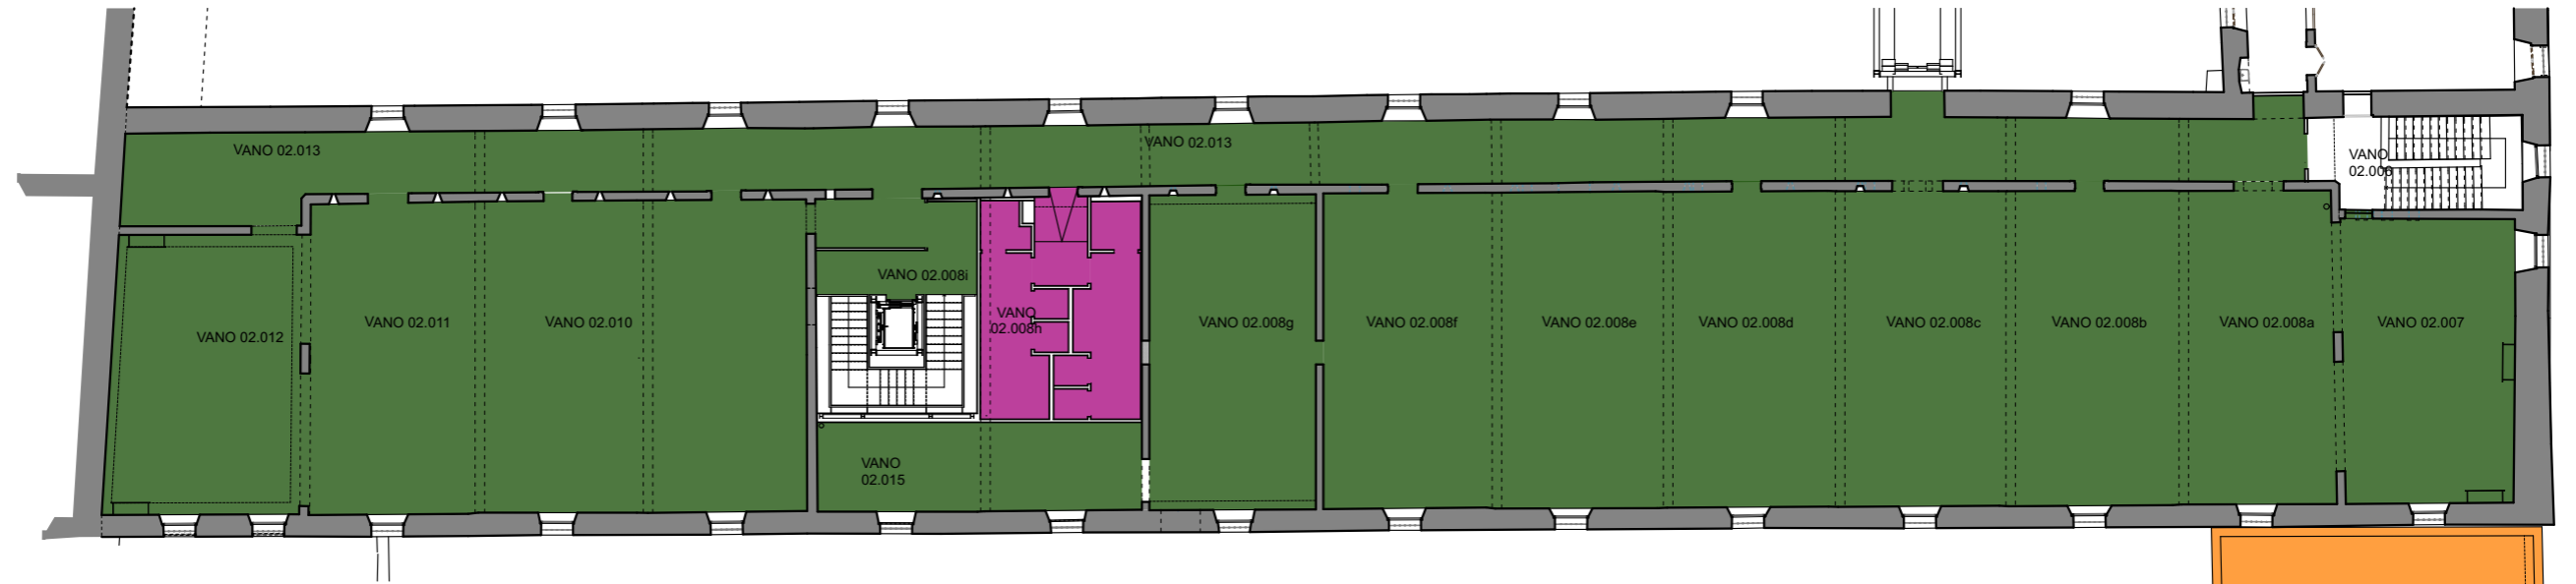 VANO 02.013
VANO 02.013
VANO
02.006
VANO 02.008i
VANO 02.012
VANO 02.011
VANO 02.010
VANO
02.008h
VANO 02.008g
VANO 02.008f
VANO 02.008e
VANO 02.008d
VANO 02.008c
VANO 02.008b
VANO 02.008a
VANO 02.007
VANO
02.015